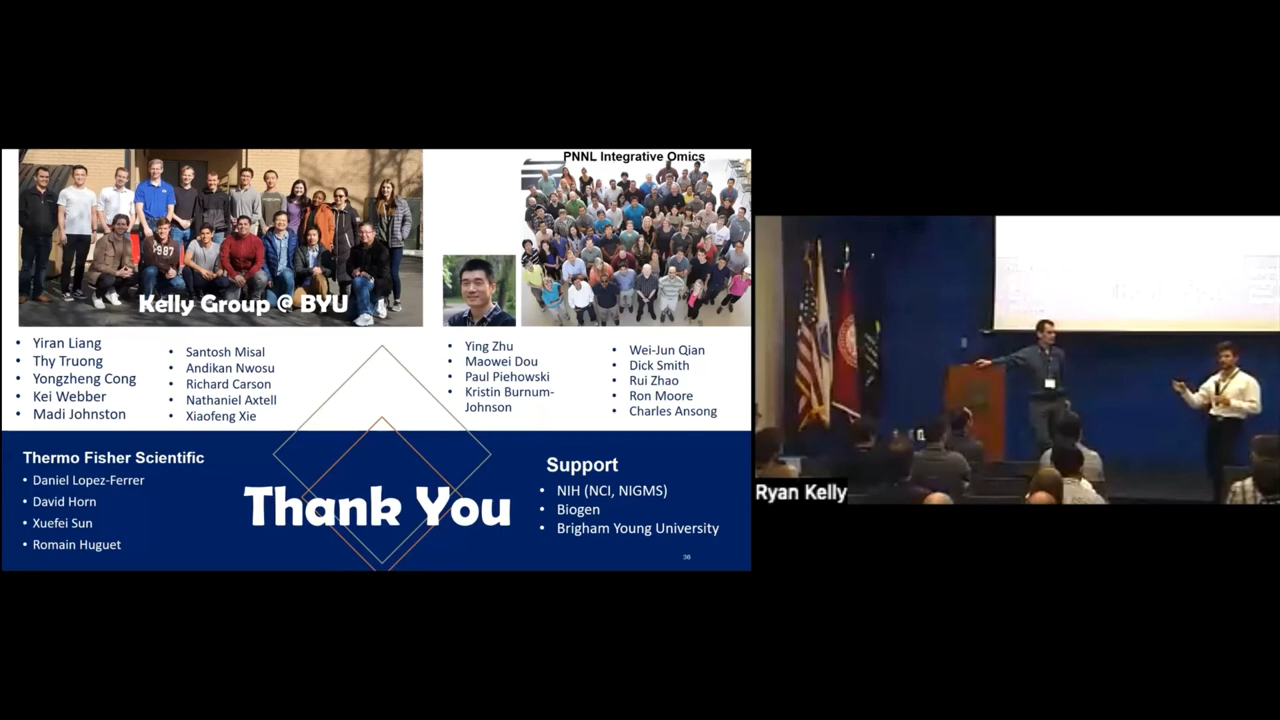 PNNL Integrative Omics
987
Kelly Group @ BYU
• Yiran Liang
• Thy Truong
• Yongzheng Cong
• Kei Webber
• Madi Johnston
• Santosh Misal
• Andikan Nwosu
• Richard Carson
• Nathaniel Axtell
• Xiaofeng Xie
• Ying Zhu
• Maowei Dou
• Paul Piehowski
• Kristin Burnum-
Johnson
• Wei-Jun Qian
• Dick Smith
• Rui Zhao
• Ron Moore
• Charles Ansong
Thermo Fisher Scientific
• Daniel Lopez-Ferrer
• David Horn
• Xuefei Sun
• Romain Huguet
Thank You
Support
• NIH (NCI, NIGMS)
• Biogen
• Brigham Young University
36
Ryan Kelly